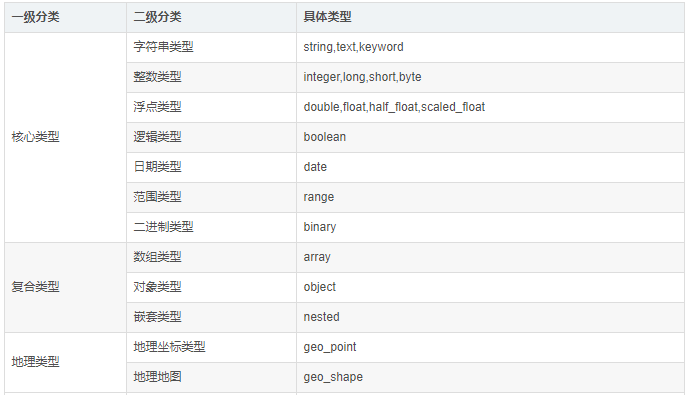 一级分类 二级分类 具体类型
字符串类型 string,text,keyword
整数类型 integer,long,short,byte
浮点类型 double,float,half_float,scaled_float
核心类型 逻辑类型 boolean
日期类型 date
范围类型 range
二进制类型 binary
数组类型 array
复合类型 对象类型 object
嵌套类型 nested
地理坐标类型 geo_point
地理类型
地理地图 geo_shape